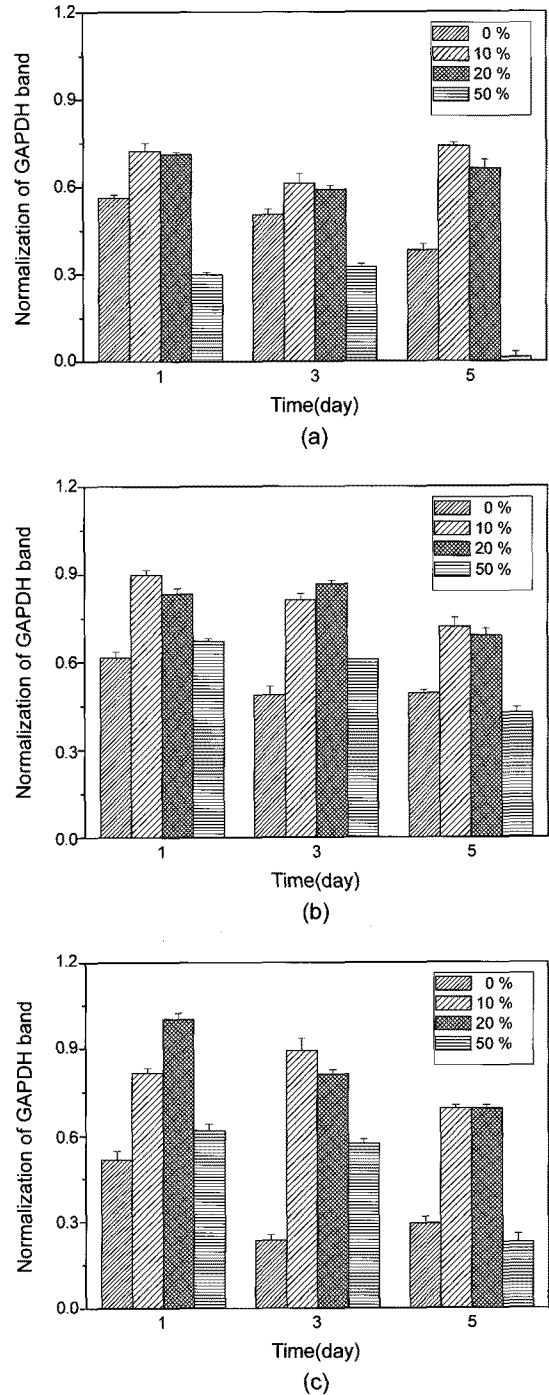 1.2
0.9
0.6
0.3
0.0
Normalization of GAPDH band
0 %
10 %
20 %
50 %
1 3 5
Time(day)
(a)
1.2
0.9
0.6
0.3
0.0
Normalization of GAPDH band
0 %
10 %
20 %
50 %
1 3 5
Time(day)
(b)
1.2
0.9
0.6
0.3
0.0
Normalization of GAPDH band
0 %
10 %
20 %
50 %
1 3 5
Time(day)
(c)